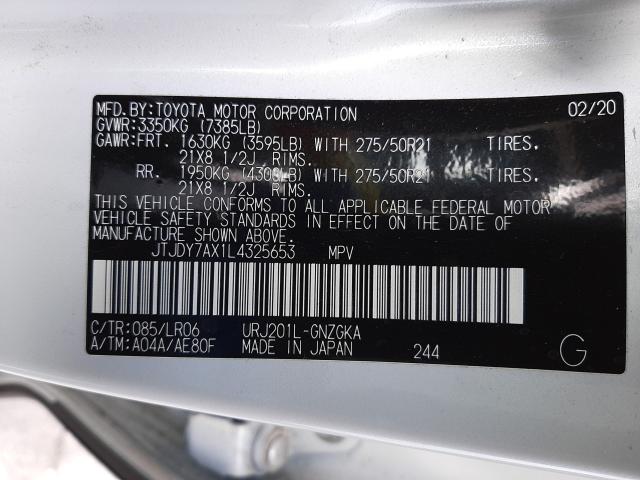 MFD.BY:TOYOTA MOTOR CORPORATION 02/20
GVWR:3350KG (7385LB)
GAWR:FRT. 1630KG (3595LB) WITH 275/50R21 TIRES.
21X8 1/2J RIMS.
RR. 1950KG (4300LB) WITH 275/50R21 TIRES.
21X8 1/2J RIMS.
THIS VEHICLE CONFORMS TO ALL APPLICABLE FEDERAL MOTOR
VEHICLE SAFETY STANDARDS IN EFFECT ON THE DATE OF
MANUFACTURE SHOWN ABOVE.
JTJDY7AX1L4325653 MPV
C/TR:085/LR06 URJ201L-GNZGKA
A/TM:A04A/AE80F MADE IN JAPAN 244 G